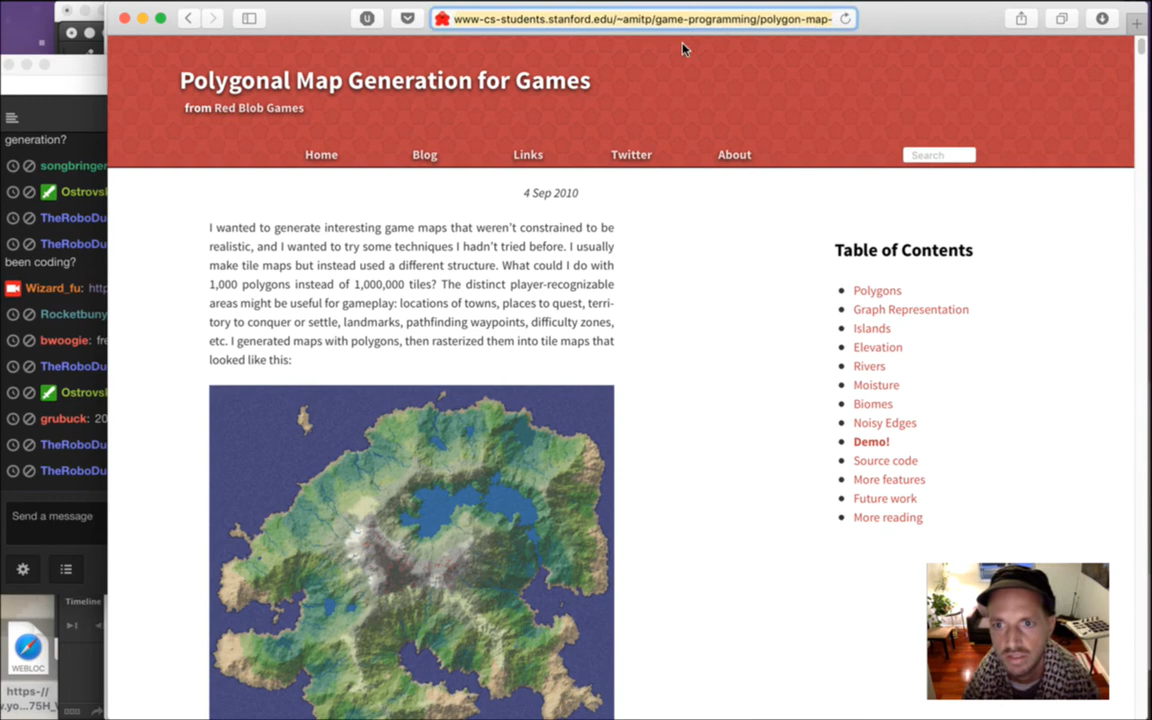 www-cs-students.stanford.edu/~amitp/game-programming/polygon-map-
Polygonal Map Generation for Games
from Red Blob Games
Home
Blog
Links
Twitter
About
Search
4 Sep 2010
I wanted to generate interesting game maps that weren't constrained to be
realistic, and I wanted to try some techniques I hadn't tried before. I usually
make tile maps but instead used a different structure. What could I do with
1,000 polygons instead of 1,000,000 tiles? The distinct player-recognizable
areas might be useful for gameplay: locations of towns, places to quest, terri-
tory to conquer or settle, landmarks, pathfinding waypoints, difficulty zones,
etc. I generated maps with polygons, then rasterized them into tile maps that
looked like this:
Table of Contents
Polygons
Graph Representation
Islands
Elevation
Rivers
Moisture
Biomes
Noisy Edges
Demo!
Source code
More features
Future work
More reading
generation?
songbringer
Ostrovs
TheRoboDu
TheRoboDu
been coding?
Wizard_fu: http
Rocketbuny
bwoogie: fre
TheRoboDu
Ostrovs
grubuck: 20
TheRoboDu
TheRoboDu
Send a message
Timeline
WEBLOC
https-//
w.yo...75H_